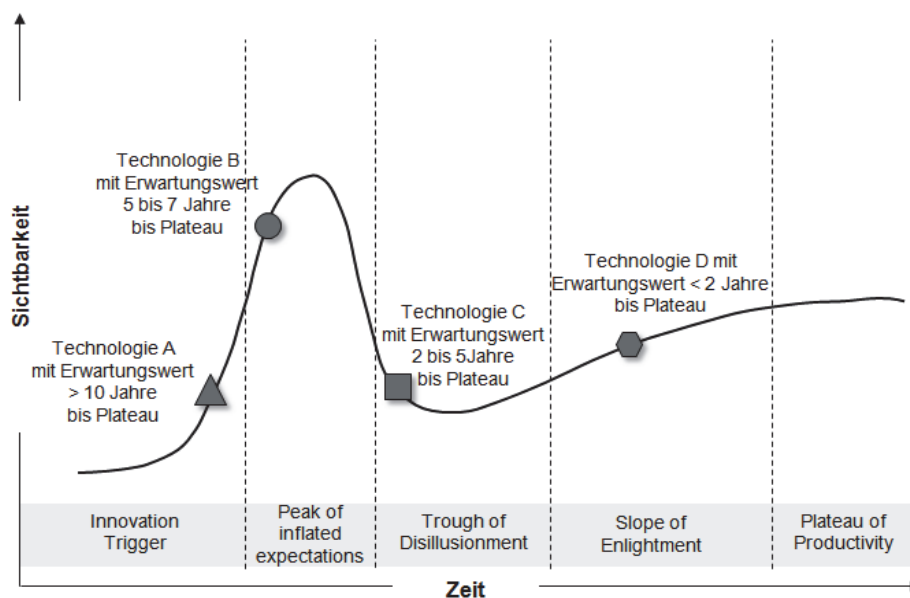 Sichtbarkeit
Technologie B
mit Erwartungswert
5 bis 7 Jahre
bis Plateau
Technologie A
mit Erwartungswert
> 10 Jahre
bis Plateau
Technologie C
mit Erwartungswert
2 bis 5Jahre
bis Plateau
Technologie D mit
Erwartungswert < 2 Jahre
bis Plateau
Innovation
Trigger
Peak of
inflated
expectations
Trough of
Disillusionment
Slope of
Enlightment
Plateau of
Productivity
Zeit